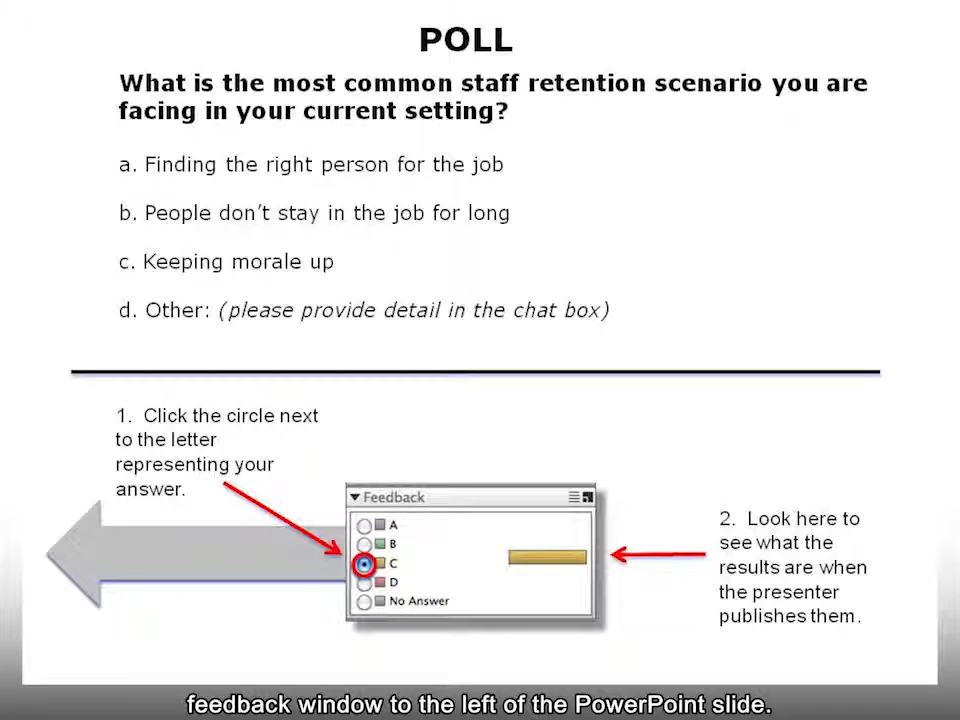 POLL
What is the most common staff retention scenario you are
facing in your current setting?
a. Finding the right person for the job
b. People don't stay in the job for long
c. Keeping morale up
d. Other: (please provide detail in the chat box)
1. Click the circle next
to the letter
representing your
answer.
Feedback
A
B
C
D
No Answer
2. Look here to
see what the
results are when
the presenter
publishes them.
feedback window to the left of the PowerPoint slide.